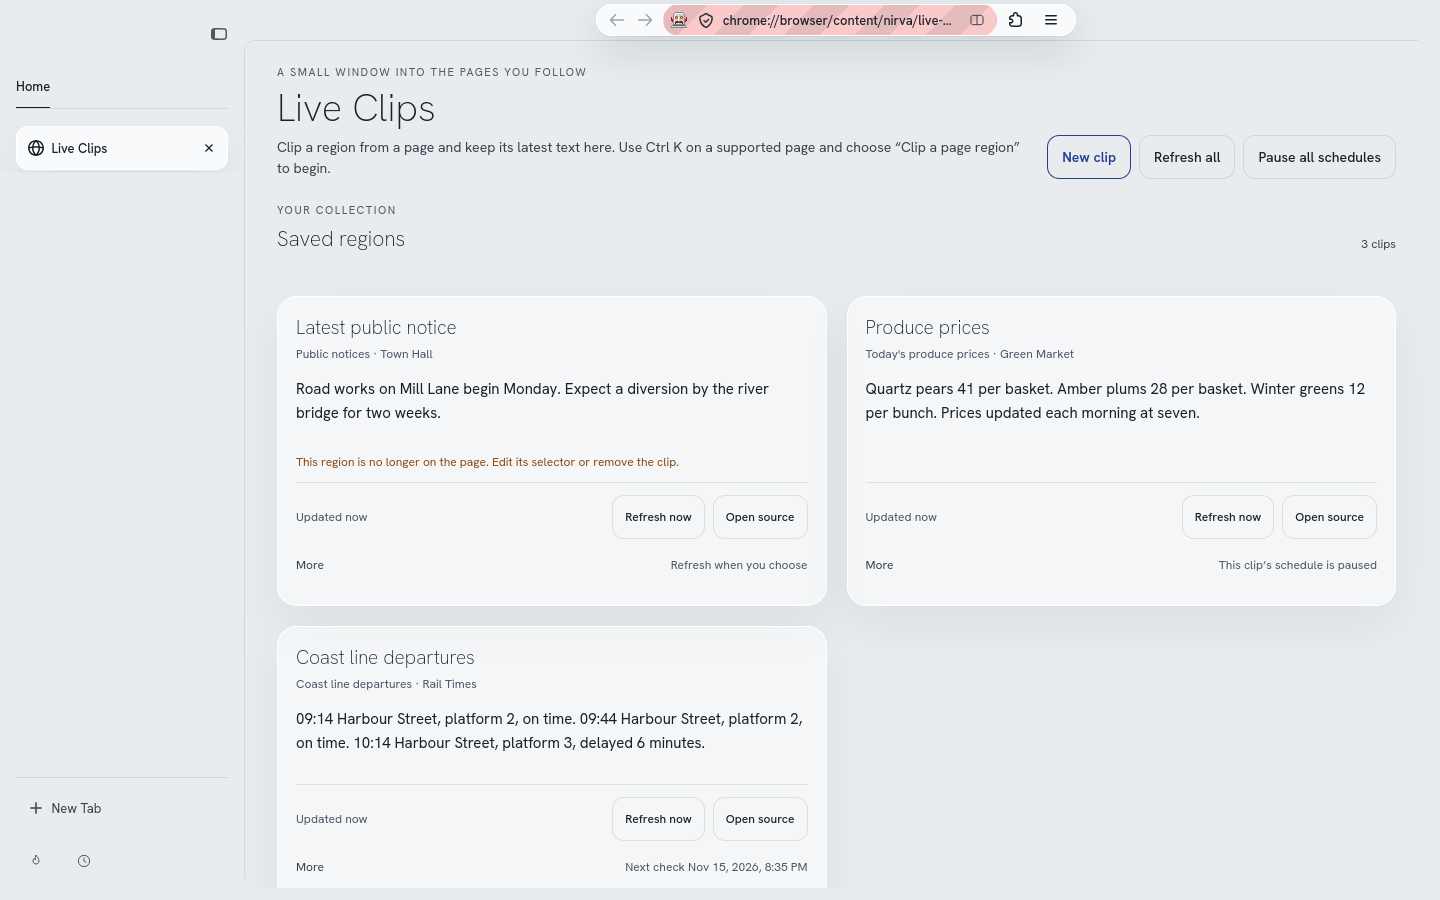 chrome://browser/content/nirva/live-...
Home
Live Clips
New Tab
A SMALL WINDOW INTO THE PAGES YOU FOLLOW
Live Clips
Clip a region from a page and keep its latest text here. Use Ctrl K on a supported page and choose “Clip a page region”
to begin.
New clip
Refresh all
Pause all schedules
YOUR COLLECTION
Saved regions
3 clips
Latest public notice
Public notices · Town Hall
Road works on Mill Lane begin Monday. Expect a diversion by the river
bridge for two weeks.
This region is no longer on the page. Edit its selector or remove the clip.
Updated now
Refresh now
Open source
More
Refresh when you choose
Produce prices
Today's produce prices · Green Market
Quartz pears 41 per basket. Amber plums 28 per basket. Winter greens 12
per bunch. Prices updated each morning at seven.
Updated now
Refresh now
Open source
More
This clip’s schedule is paused
Coast line departures
Coast line departures · Rail Times
09:14 Harbour Street, platform 2, on time. 09:44 Harbour Street, platform 2,
on time. 10:14 Harbour Street, platform 3, delayed 6 minutes.
Updated now
Refresh now
Open source
More
Next check Nov 15, 2026, 8:35 PM